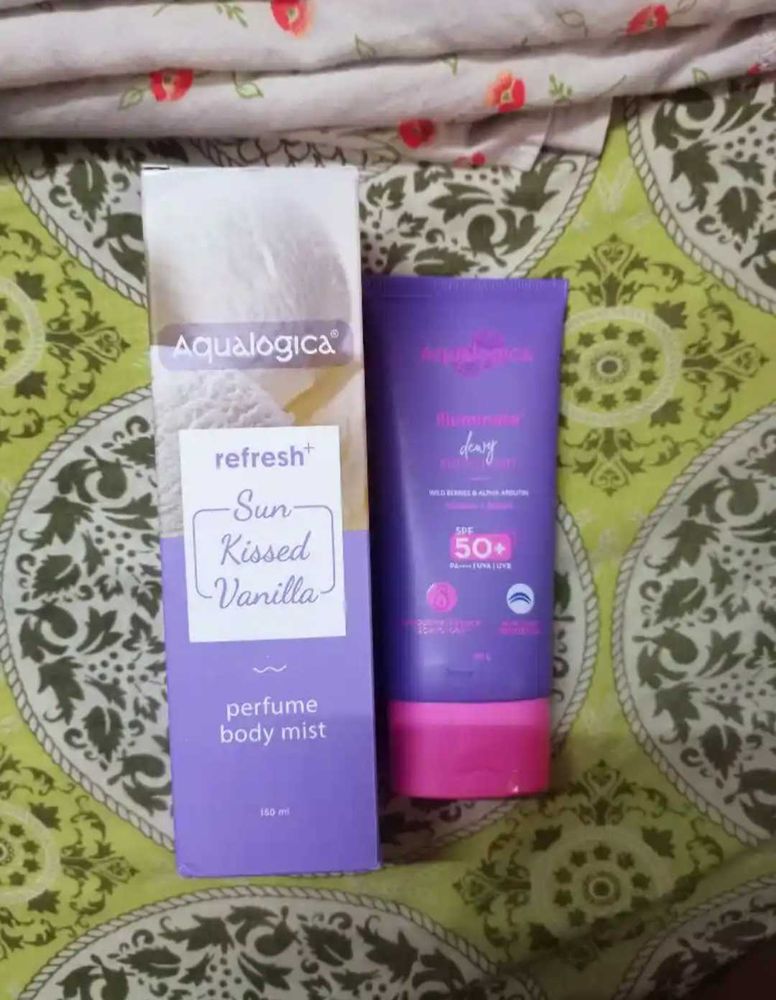 Aqualogica®
refresh+
Sun
Kissed
Vanilla
perfume
body mist
150 ml
Aqualogica
Illuminate+
dewy
WILD BERRIES & ALPHA ARBUTIN
SPF
50+
PA++++ | UVA | UVB